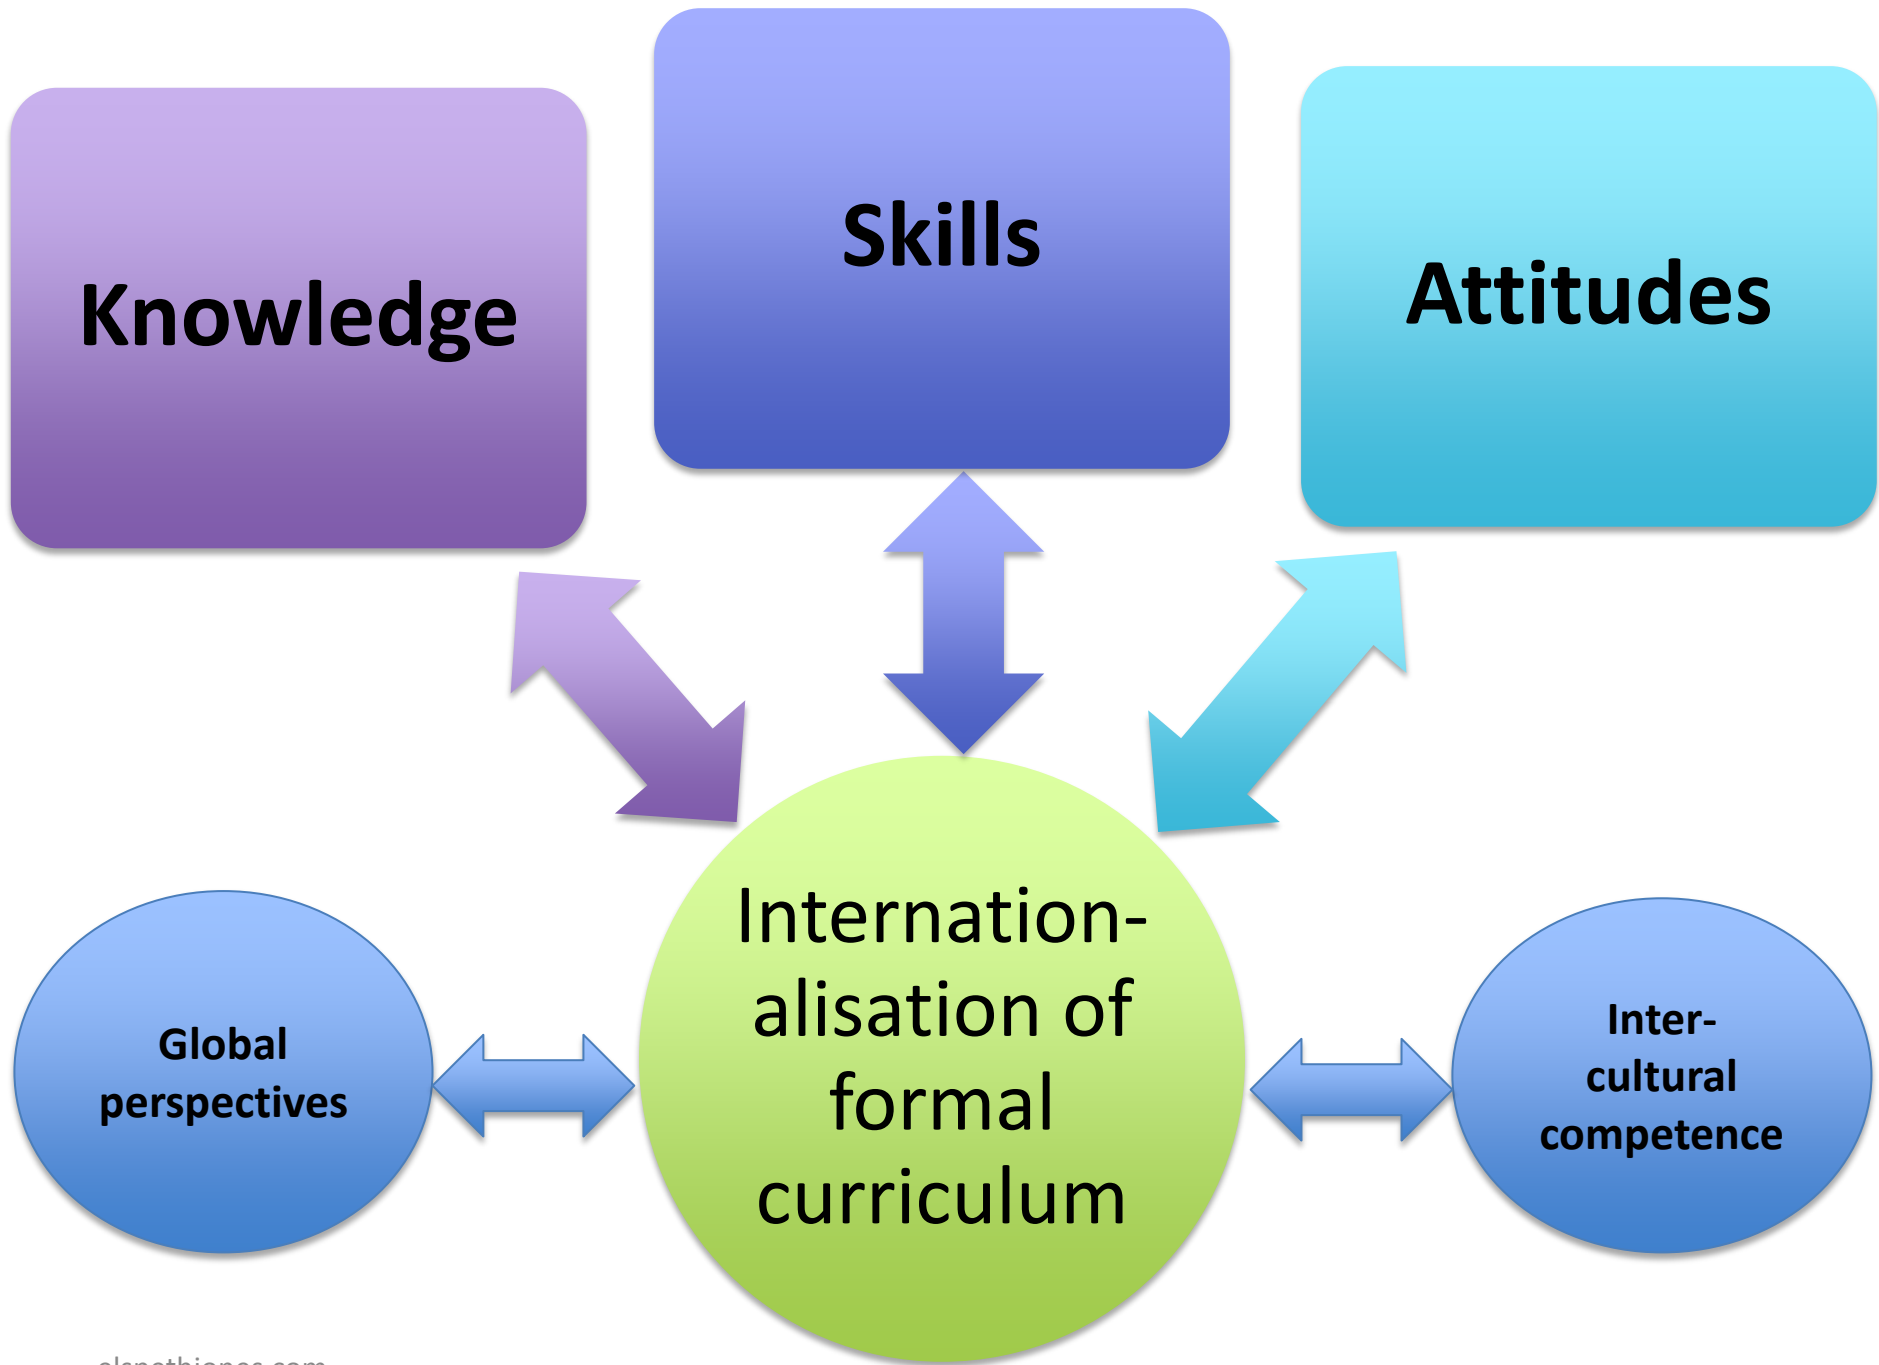 Knowledge
Skills
Attitudes
Internation-
alisation of
formal
curriculum
Global
perspectives
Inter-
cultural
competence